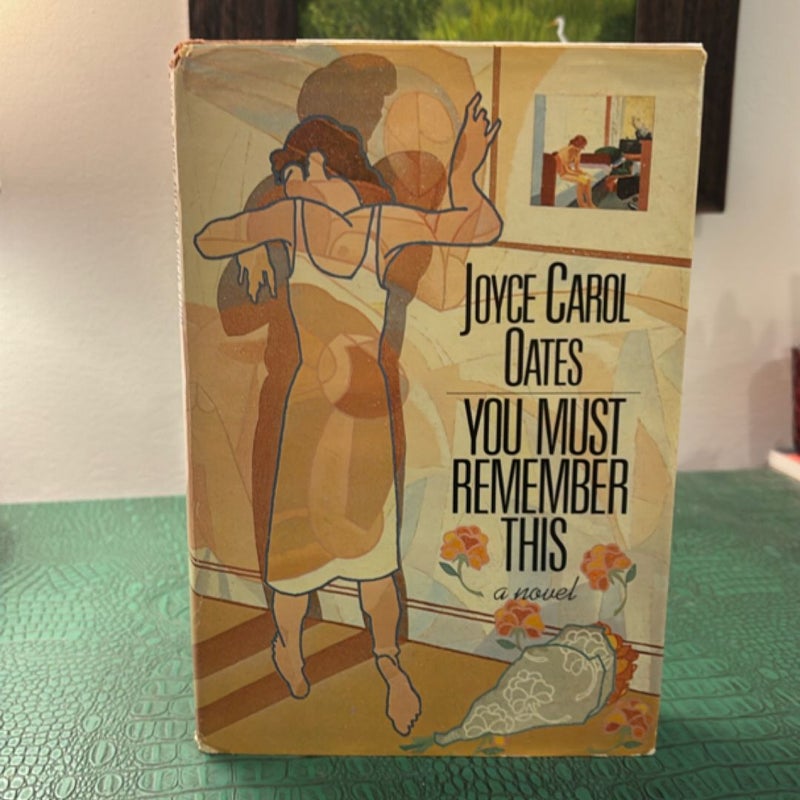 JOYCE CAROL
OATES
YOU MUST
REMEMBER
THIS
a novel